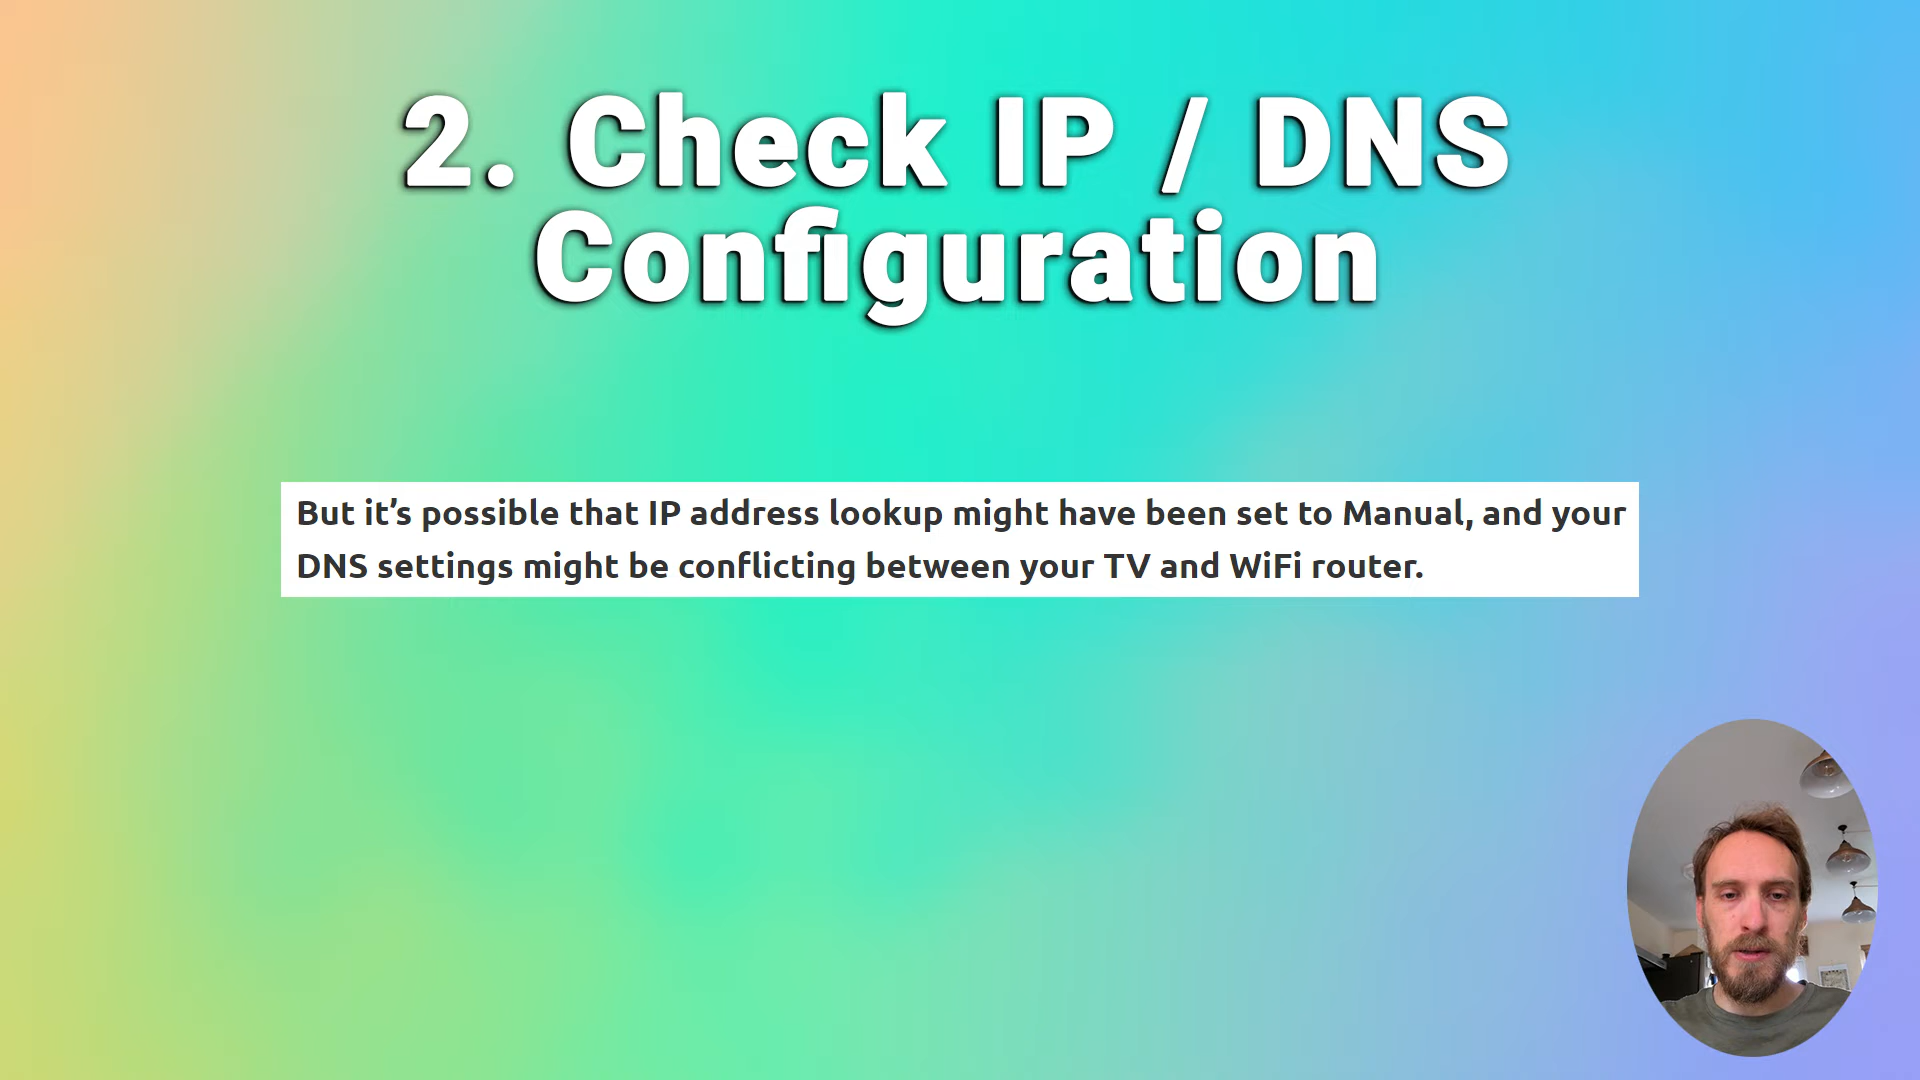 2. Check IP / DNS
Configuration
But it’s possible that IP address lookup might have been set to Manual, and your
DNS settings might be conflicting between your TV and WiFi router.